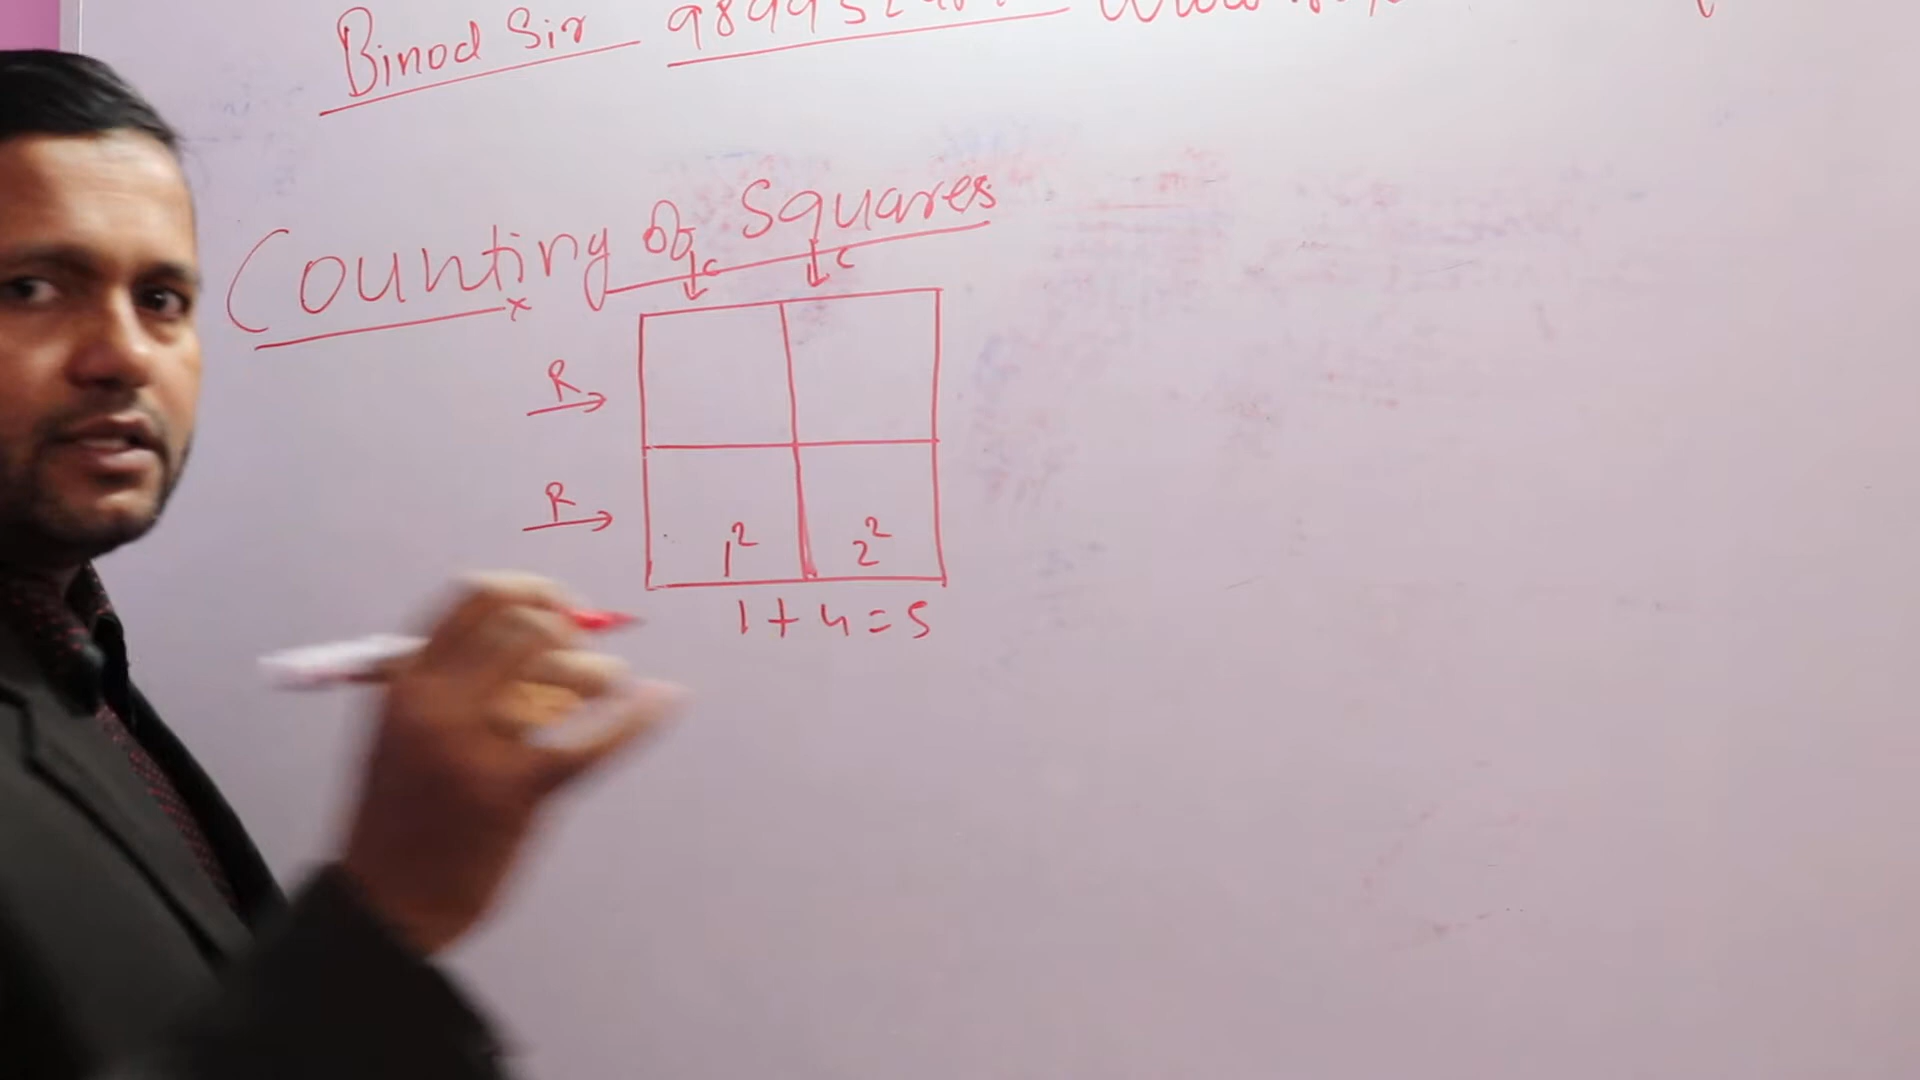 Binod Sir
Counting of Squares
C C
R
R
1² 2²
1 + 4 = 5